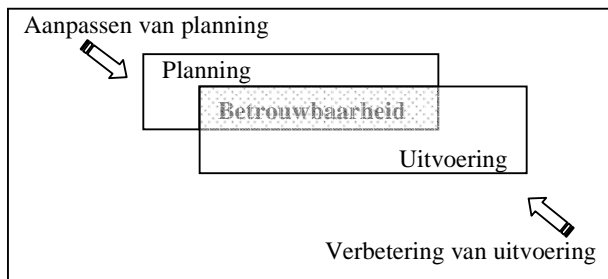 Aanpassen van planning
Planning
Betrouwbaarheid
Uitvoering
Verbetering van uitvoering